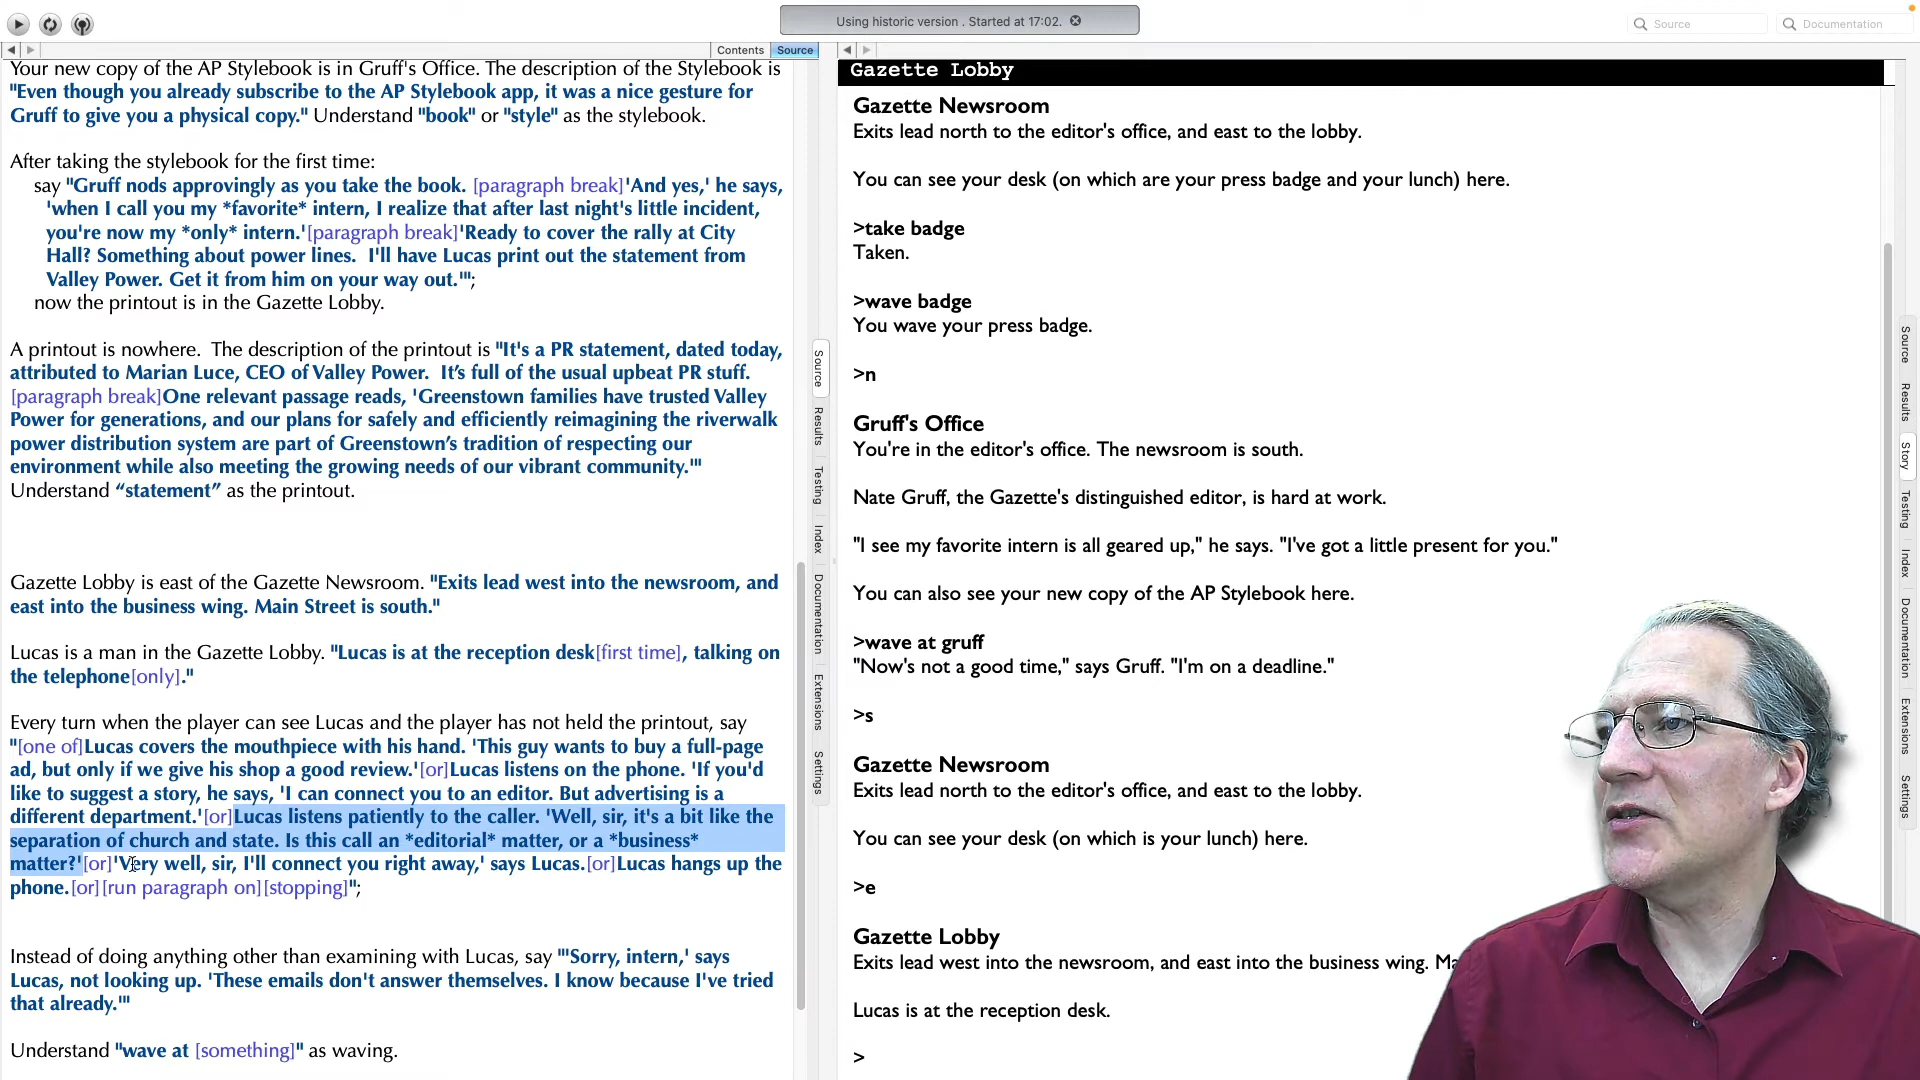 Using historic version . Started at 17:02.
Source
Documentation
Contents
Source
Your new copy of the AP Stylebook is in Gruff's Office. The description of the Stylebook is
"Even though you already subscribe to the AP Stylebook app, it was a nice gesture for
Gruff to give you a physical copy." Understand "book" or "style" as the stylebook.
After taking the stylebook for the first time:
say "Gruff nods approvingly as you take the book. [paragraph break]'And yes,' he says,
'when I call you my *favorite* intern, I realize that after last night's little incident,
you're now my *only* intern.'[paragraph break]'Ready to cover the rally at City
Hall? Something about power lines.  I'll have Lucas print out the statement from
Valley Power. Get it from him on your way out.'";
now the printout is in the Gazette Lobby.
A printout is nowhere.  The description of the printout is "It's a PR statement, dated today,
attributed to Marian Luce, CEO of Valley Power.  It’s full of the usual upbeat PR stuff.
[paragraph break]One relevant passage reads, 'Greenstown families have trusted Valley
Power for generations, and our plans for safely and efficiently reimagining the riverwalk
power distribution system are part of Greenstown’s tradition of respecting our
environment while also meeting the growing needs of our vibrant community.'"
Understand “statement” as the printout.
Gazette Lobby is east of the Gazette Newsroom. "Exits lead west into the newsroom, and
east into the business wing. Main Street is south."
Lucas is a man in the Gazette Lobby. "Lucas is at the reception desk[first time], talking on
the telephone[only]."
Every turn when the player can see Lucas and the player has not held the printout, say
"[one of]Lucas covers the mouthpiece with his hand. 'This guy wants to buy a full-page
ad, but only if we give his shop a good review.'[or]Lucas listens on the phone. 'If you'd
like to suggest a story, he says, 'I can connect you to an editor. But advertising is a
different department.'[or]Lucas listens patiently to the caller. 'Well, sir, it's a bit like the
separation of church and state. Is this call an *editorial* matter, or a *business*
matter?'[or]'Very well, sir, I'll connect you right away,' says Lucas.[or]Lucas hangs up the
phone.[or][run paragraph on][stopping]";
Instead of doing anything other than examining with Lucas, say "'Sorry, intern,' says
Lucas, not looking up. 'These emails don't answer themselves. I know because I've tried
that already.'"
Understand "wave at [something]" as waving.
Source
Results
Testing
Index
Documentation
Extensions
Settings
Gazette Lobby
Gazette Newsroom
Exits lead north to the editor's office, and east to the lobby.
You can see your desk (on which are your press badge and your lunch) here.
>take badge
Taken.
>wave badge
You wave your press badge.
>n
Gruff's Office
You're in the editor's office. The newsroom is south.
Nate Gruff, the Gazette's distinguished editor, is hard at work.
"I see my favorite intern is all geared up," he says. "I've got a little present for you."
You can also see your new copy of the AP Stylebook here.
>wave at gruff
"Now's not a good time," says Gruff. "I'm on a deadline."
>s
Gazette Newsroom
Exits lead north to the editor's office, and east to the lobby.
You can see your desk (on which is your lunch) here.
>e
Gazette Lobby
Exits lead west into the newsroom, and east into the business wing.
Lucas is at the reception desk.
>
Source
Results
Story
Testing
Index
Documentation
Extensions
Settings